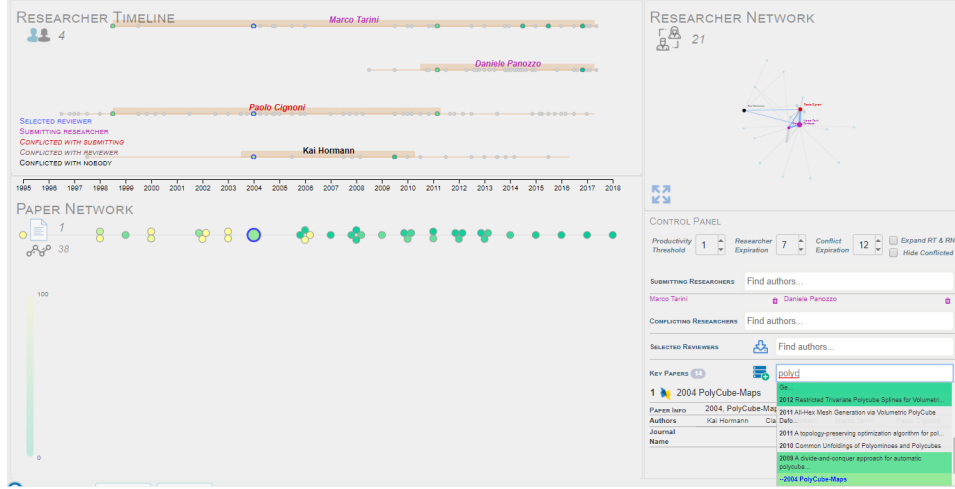 Researcher Timeline
4
Marco Tarini
Daniele Panozzo
Paolo Cignoni
Kai Hormann
Selected reviewer
Submitting researcher
Conflicted with submitting
Conflicted with reviewer
Conflicted with nobody
1995 1996 1997 1998 1999 2000 2001 2002 2003 2004 2005 2006 2007 2008 2009 2010 2011 2012 2013 2014 2015 2016 2017 2018
Paper Network
1
38
100
0
Researcher Network
21
Control Panel
Productivity Threshold 1 Researcher Expiration 7 Conflict Expiration 12 Expand RT & RN
Hide Conflicted
Submitting Researchers Find authors...
Marco Tarini Daniele Panozzo
Conflicting Researchers Find authors...
Selected Reviewers Find authors...
Key Papers 14 polyc
1 2004 PolyCube-Maps
Paper Info 2004, PolyCube-Map
Authors Kai Hormann Cla
Journal
Name
Ge...
2012 Restricted Trivariate Polycube Splines for Volumetri...
2011 All-Hex Mesh Generation via Volumetric PolyCube
Defo...
2011 A topology-preserving optimization algorithm for pol...
2010 Common Unfoldings of Polyominoes and Polycubes
2009 A divide-and-conquer approach for automatic
polycube...
--2004 PolyCube-Maps